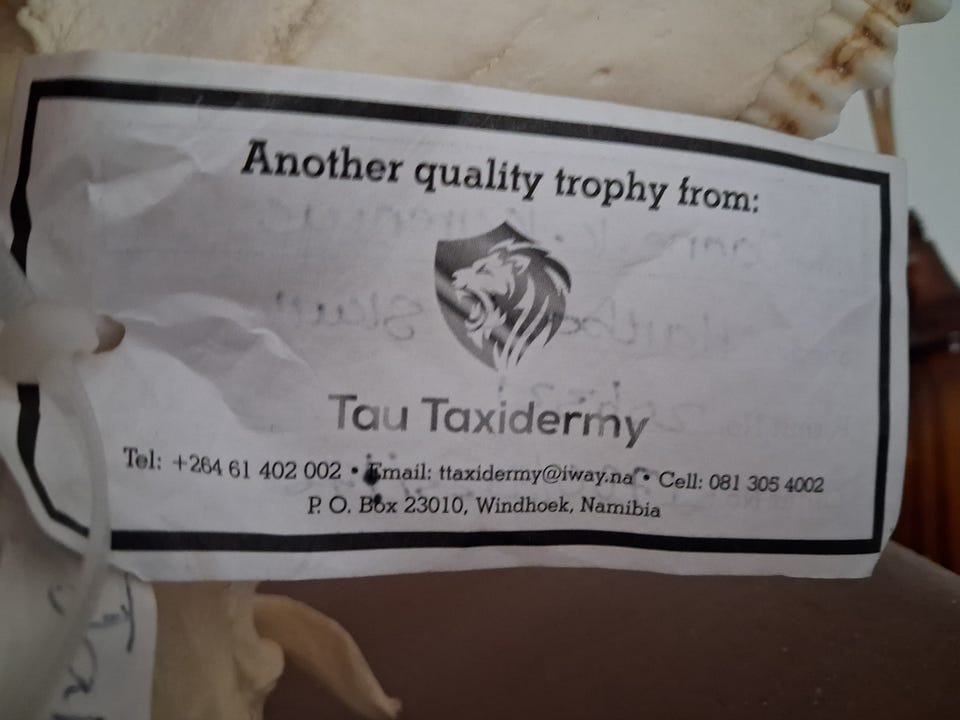 Another quality trophy from:
Tau Taxidermy
Tel: +264 61 402 002 • Email: ttaxidermy@iway.na • Cell: 081 305 4002
P. O. Box 23010, Windhoek, Namibia